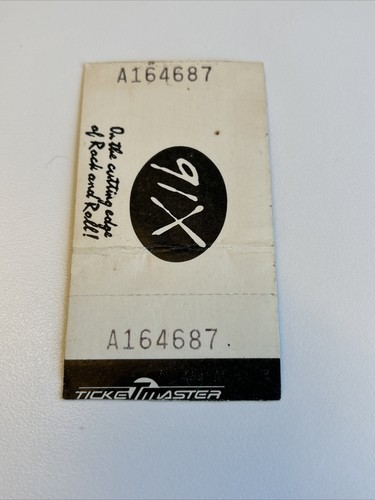 A164687
On the cutting edge
of Rock and Roll!
91X
A164687
TICKETMASTER